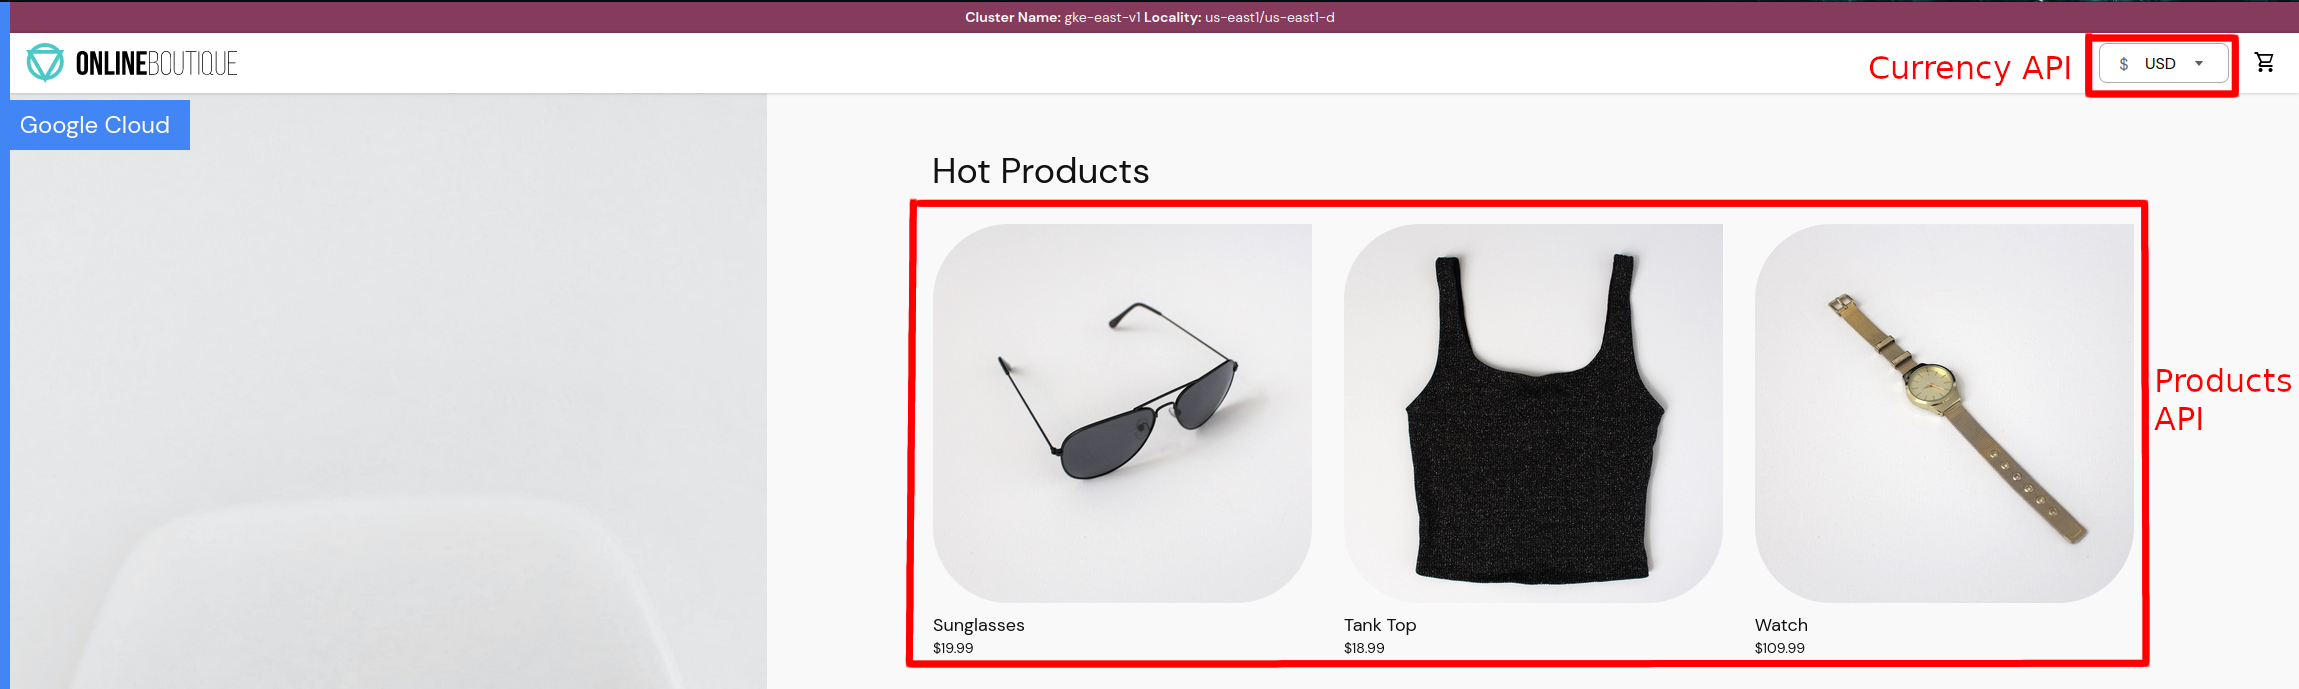 Cluster Name: gke-east-v1 Locality: us-east1/us-east1-d
ONLINEBOUTIQUE
Currency API
$ USD
Google Cloud
Hot Products
Products
API
Sunglasses
$19.99
Tank Top
$18.99
Watch
$109.99